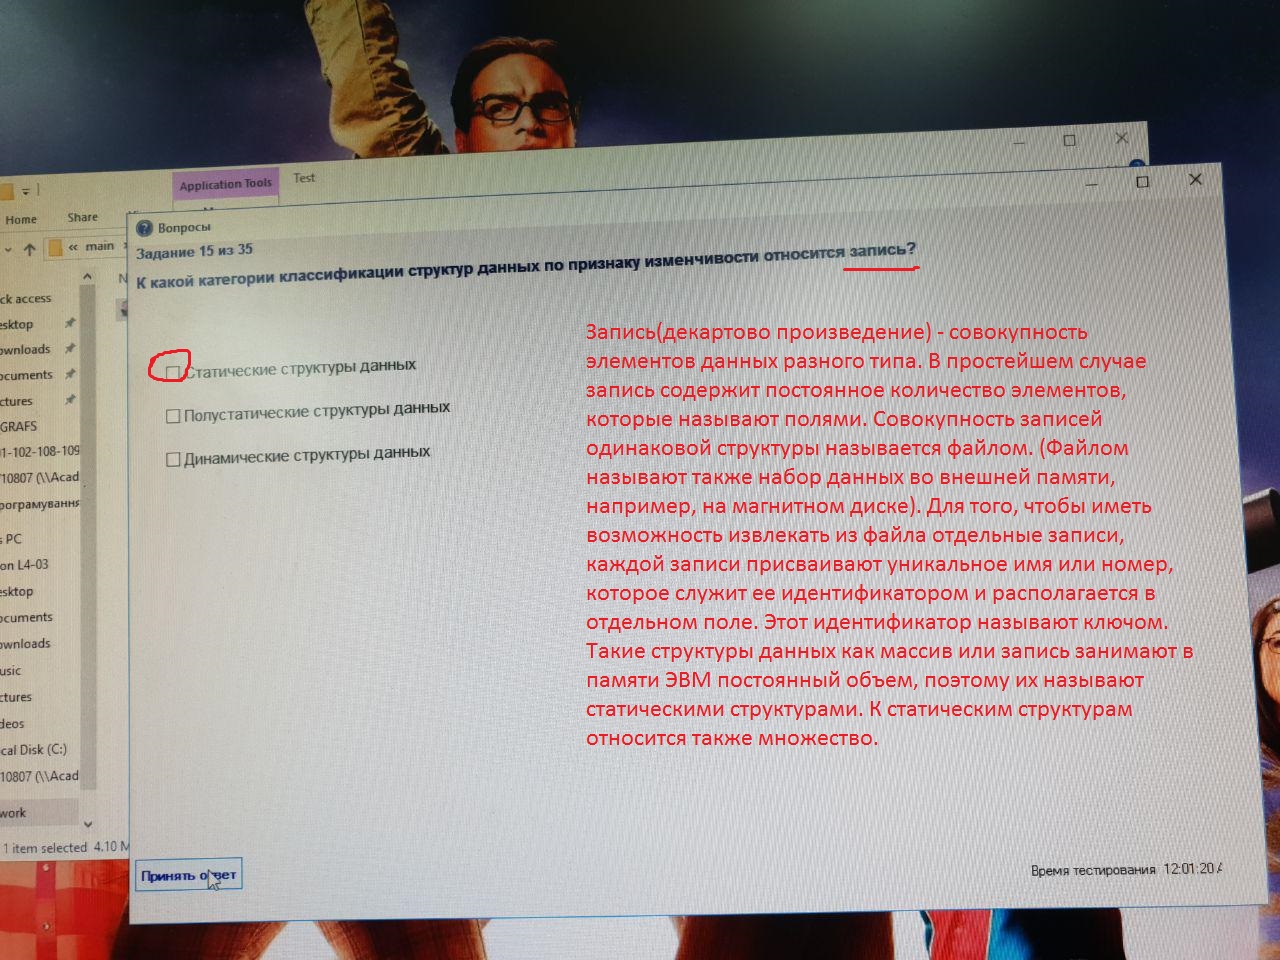 Application Tools
Test
Home
Share
« main
ck access
esktop
ownloads
ocuments
ctures
GRAFS
01-102-108-109
10807 (\\Acad
рограмування
s PC
on L4-03
esktop
ocuments
ownloads
usic
ctures
deos
cal Disk (C:)
10807 (\\Acad
work
1 item selected 4.10 M
Вопросы
Задание 15 из 35
К какой категории классификации структур данных по признаку изменчивости относится запись?
Статические структуры данных
Полустатические структуры данных
Динамические структуры данных
Запись(декартово произведение) - совокупность
элементов данных разного типа. В простейшем случае
запись содержит постоянное количество элементов,
которые называют полями. Совокупность записей
одинаковой структуры называется файлом. (Файлом
называют также набор данных во внешней памяти,
например, на магнитном диске). Для того, чтобы иметь
возможность извлекать из файла отдельные записи,
каждой записи присваивают уникальное имя или номер,
которое служит ее идентификатором и располагается в
отдельном поле. Этот идентификатор называют ключом.
Такие структуры данных как массив или запись занимают в
памяти ЭВМ постоянный объем, поэтому их называют
статическими структурами. К статическим структурам
относится также множество.
Принять ответ
Время тестирования 12:01:20